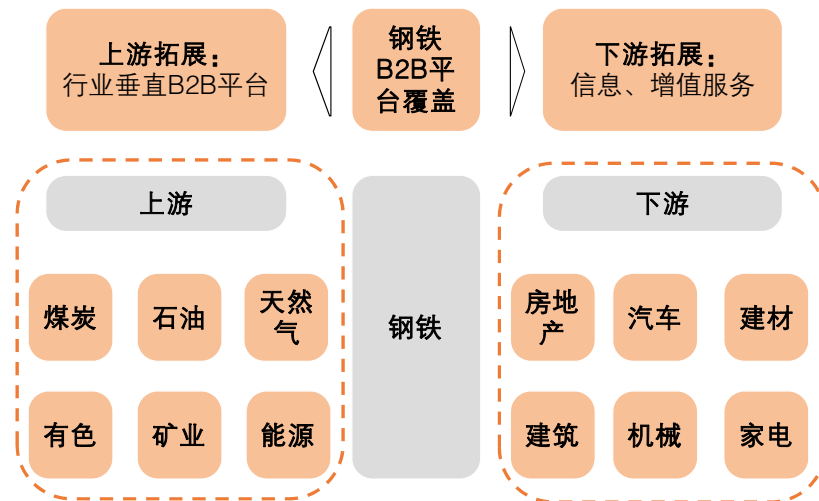 上游拓展：
行业垂直B2B平台
钢铁
B2B平
台覆盖
下游拓展：
信息、增值服务
上游
下游
煤炭
石油
天然
气
钢铁
房地
产
汽车
建材
有色
矿业
能源
建筑
机械
家电